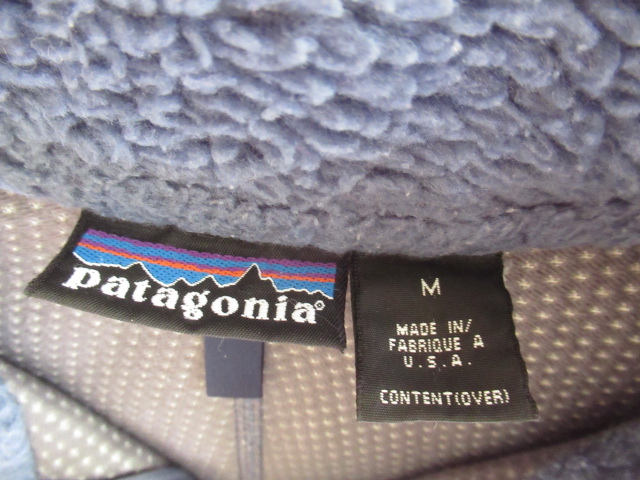 patagonia®
M
MADE IN/
FABRIQUE A
U.S.A.
CONTENT(OVER)